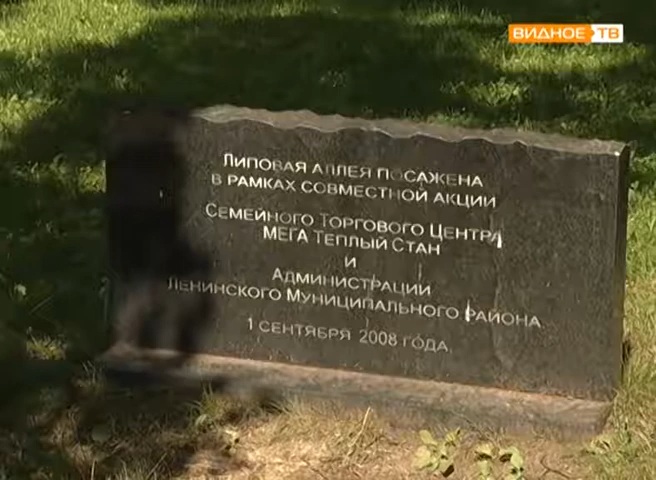 ВИДНОЕ ТВ
Липовая аллея посажена
в рамках совместной акции
Семейного Торгового Центра
МЕГА Теплый Стан
и
Администрации
Ленинского Муниципального района
1 сентября 2008 года.